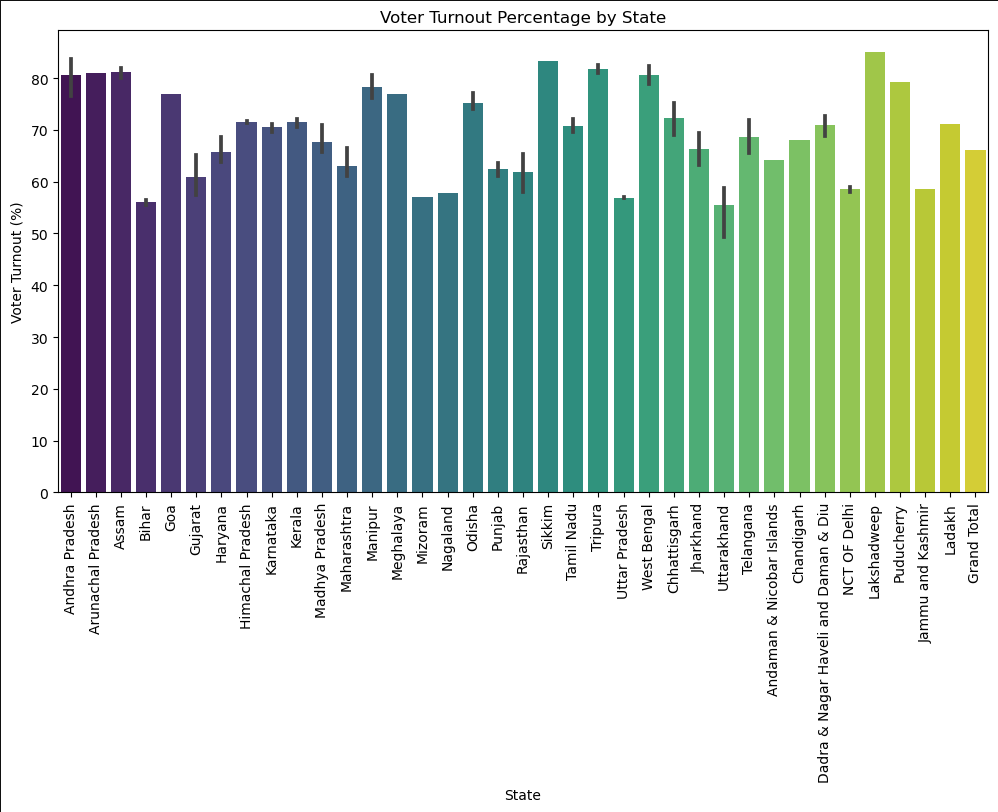 Voter Turnout Percentage by State
Voter Turnout (%)
80
70
60
50
40
30
20
10
0
Andhra Pradesh
Arunachal Pradesh
Assam
Bihar
Goa
Gujarat
Haryana
Himachal Pradesh
Karnataka
Kerala
Madhya Pradesh
Maharashtra
Manipur
Meghalaya
Mizoram
Nagaland
Odisha
Punjab
Rajasthan
Sikkim
Tamil Nadu
Tripura
Uttar Pradesh
West Bengal
Chhattisgarh
Jharkhand
Uttarakhand
Telangana
Andaman & Nicobar Islands
Chandigarh
Dadra & Nagar Haveli and Daman & Diu
NCT OF Delhi
Lakshadweep
Puducherry
Jammu and Kashmir
Ladakh
Grand Total
State